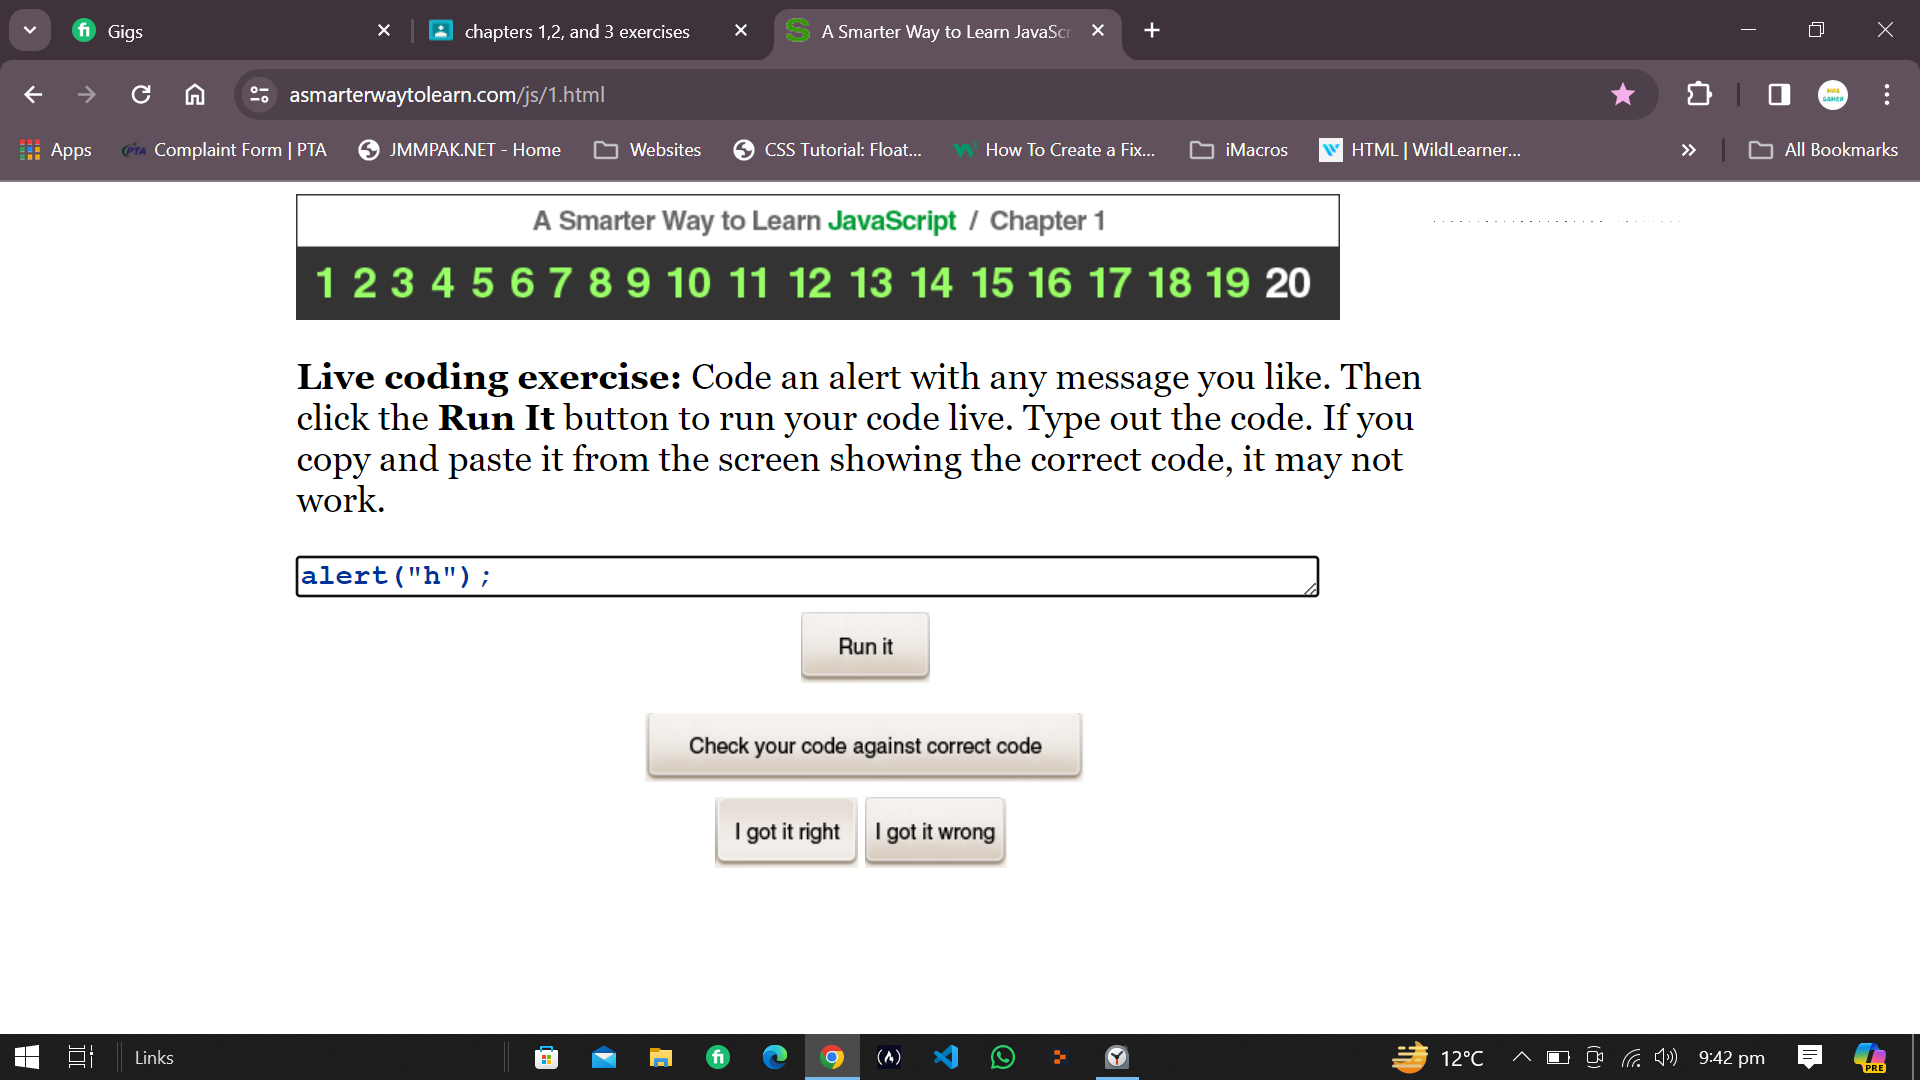 Gigs
chapters 1,2, and 3 exercises
A Smarter Way to Learn JavaScr
asmarterwaytolearn.com/js/1.html
Apps
PTA Complaint Form | PTA
JMMPAK.NET - Home
Websites
CSS Tutorial: Float...
How To Create a Fix...
iMacros
HTML | WildLearner...
All Bookmarks
A Smarter Way to Learn JavaScript / Chapter 1
1 2 3 4 5 6 7 8 9 10 11 12 13 14 15 16 17 18 19 20
Live coding exercise: Code an alert with any message you like. Then
click the Run It button to run your code live. Type out the code. If you
copy and paste it from the screen showing the correct code, it may not
work.
alert("h");
Run it
Check your code against correct code
I got it right I got it wrong
Links
12°C
9:42 pm
PRE